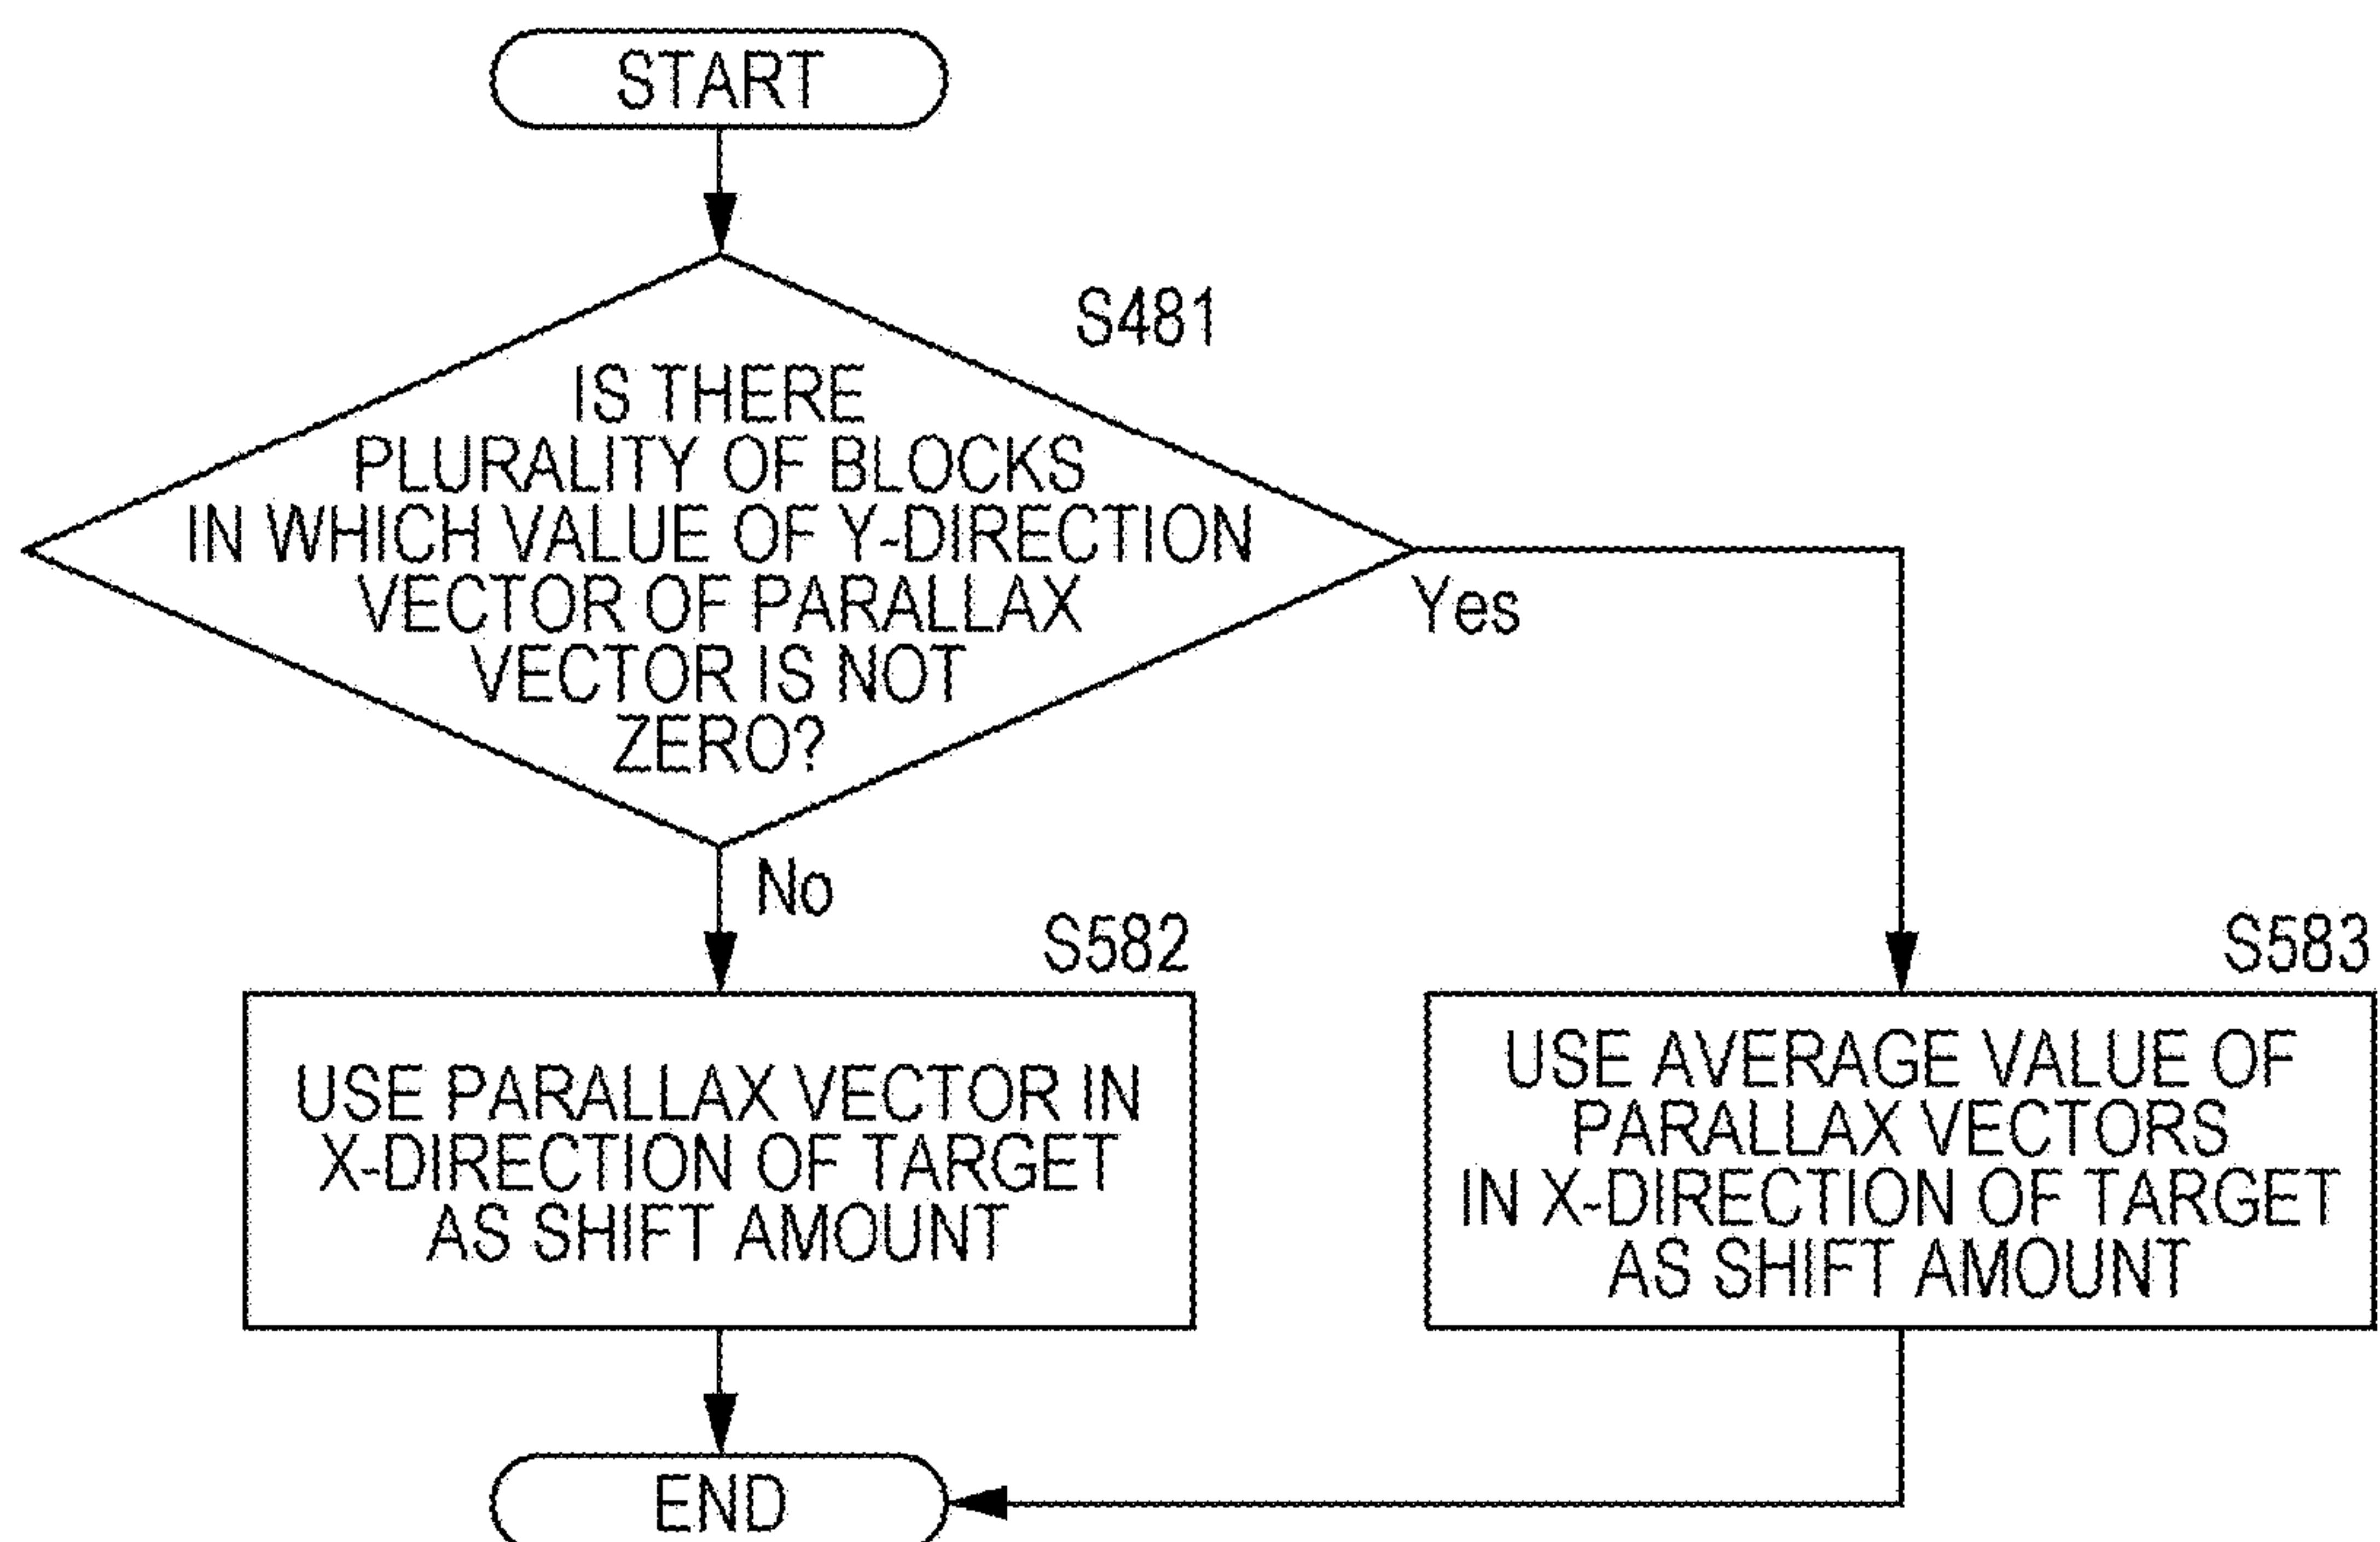 START
S481
IS THERE
PLURALITY OF BLOCKS
IN WHICH VALUE OF Y-DIRECTION
VECTOR OF PARALLAX
VECTOR IS NOT
ZERO?
Yes
No
S582
USE PARALLAX VECTOR IN
X-DIRECTION OF TARGET
AS SHIFT AMOUNT
S583
USE AVERAGE VALUE OF
PARALLAX VECTORS
IN X-DIRECTION OF TARGET
AS SHIFT AMOUNT
END